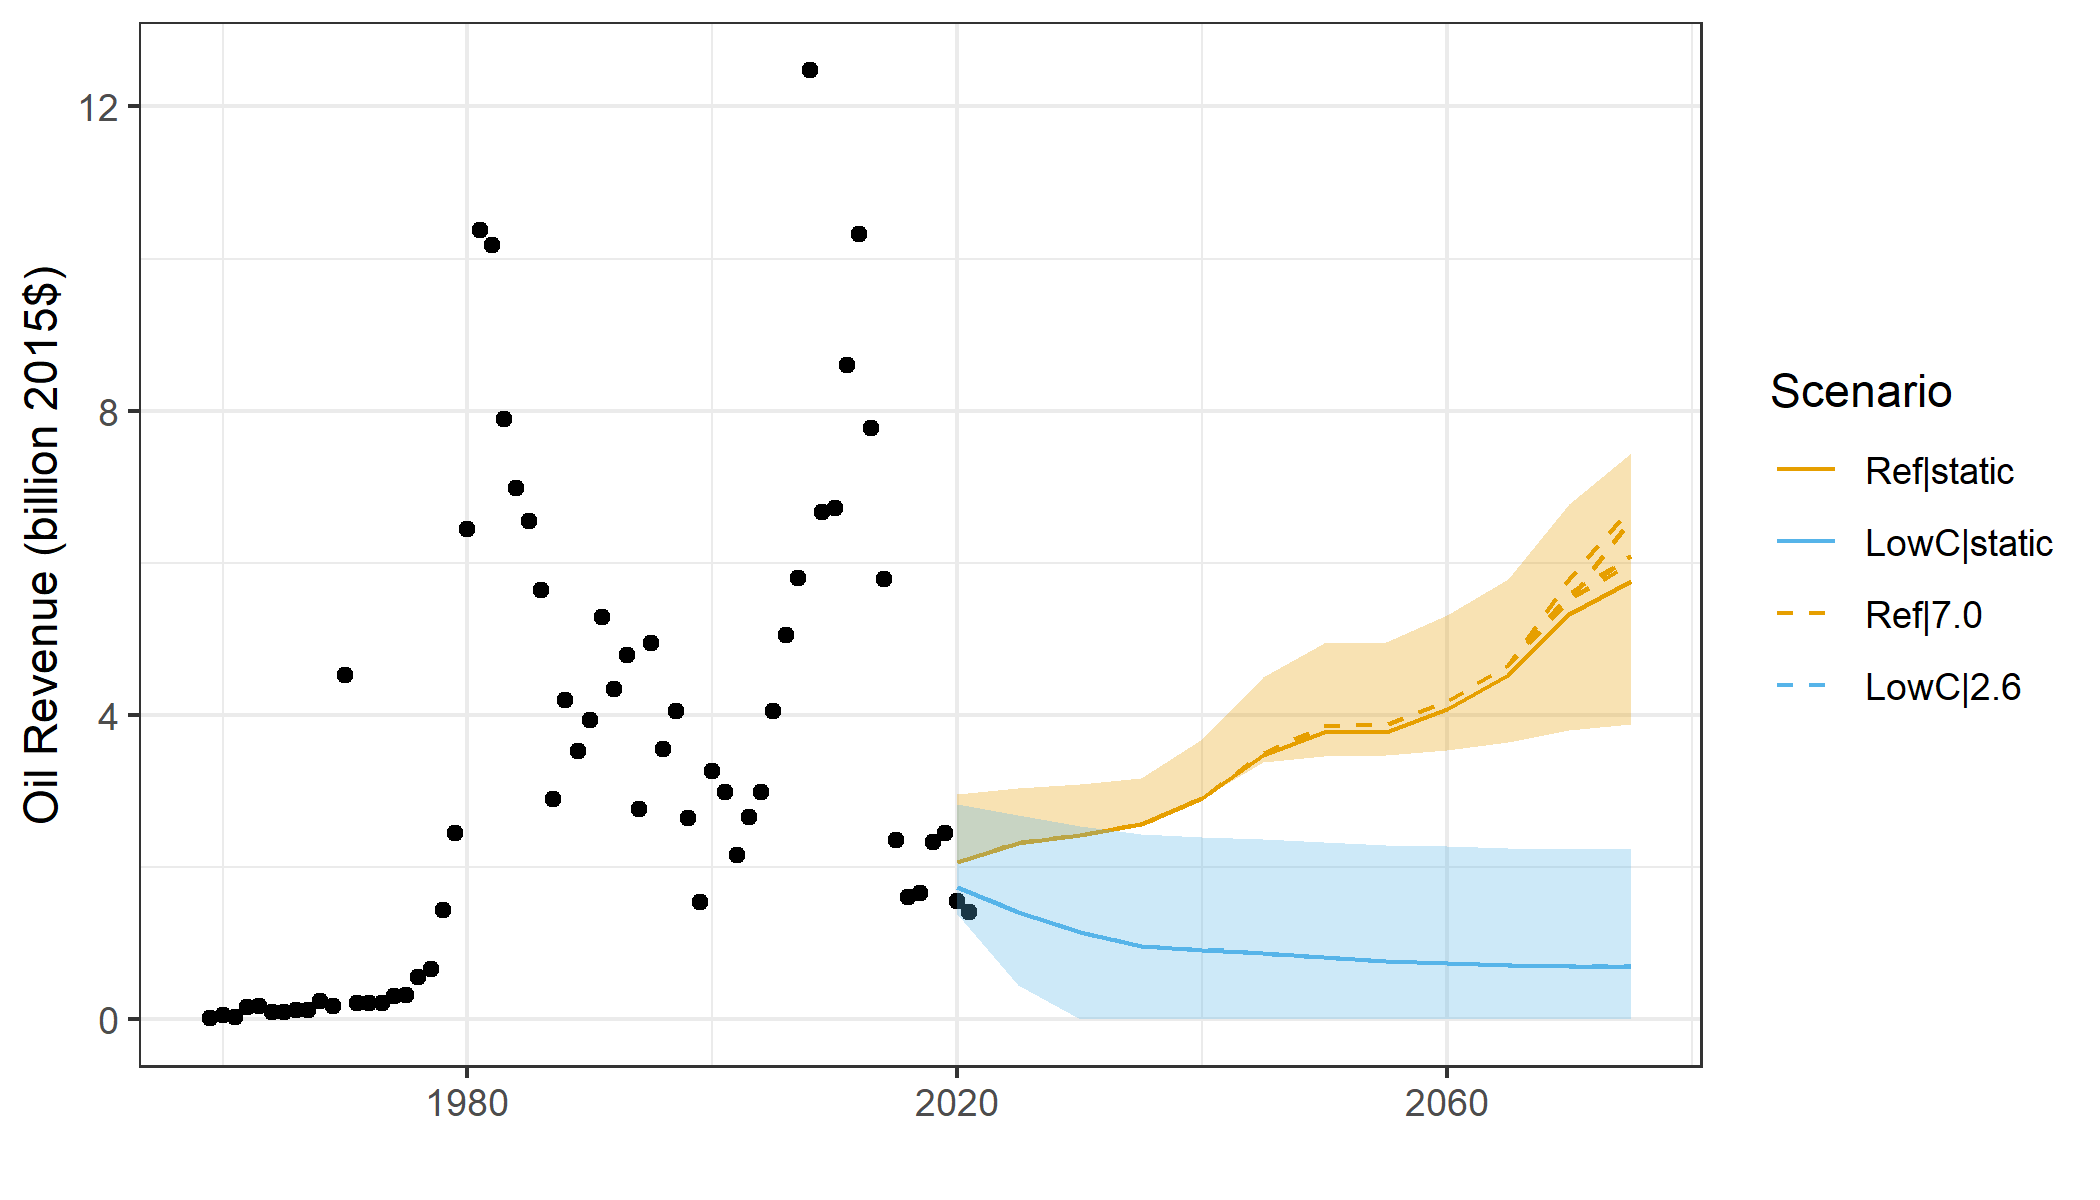 Oil Revenue (billion 2015$)
12
8
4
0
1980
2020
2060
Scenario
Ref|static
LowC|static
Ref|7.0
LowC|2.6